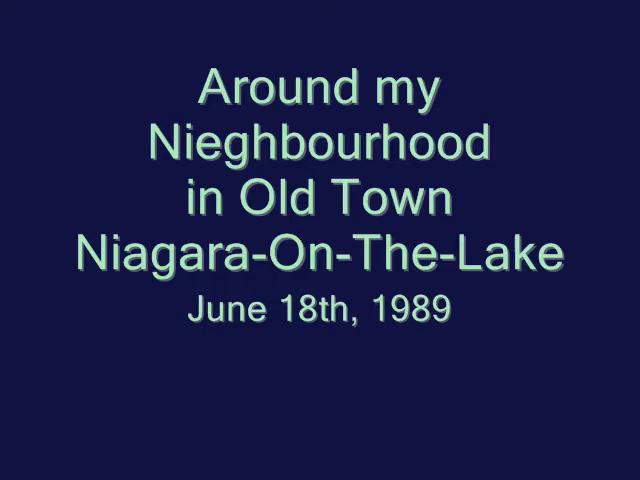 Around my
Nieghbourhood
in Old Town
Niagara-On-The-Lake
June 18th, 1989